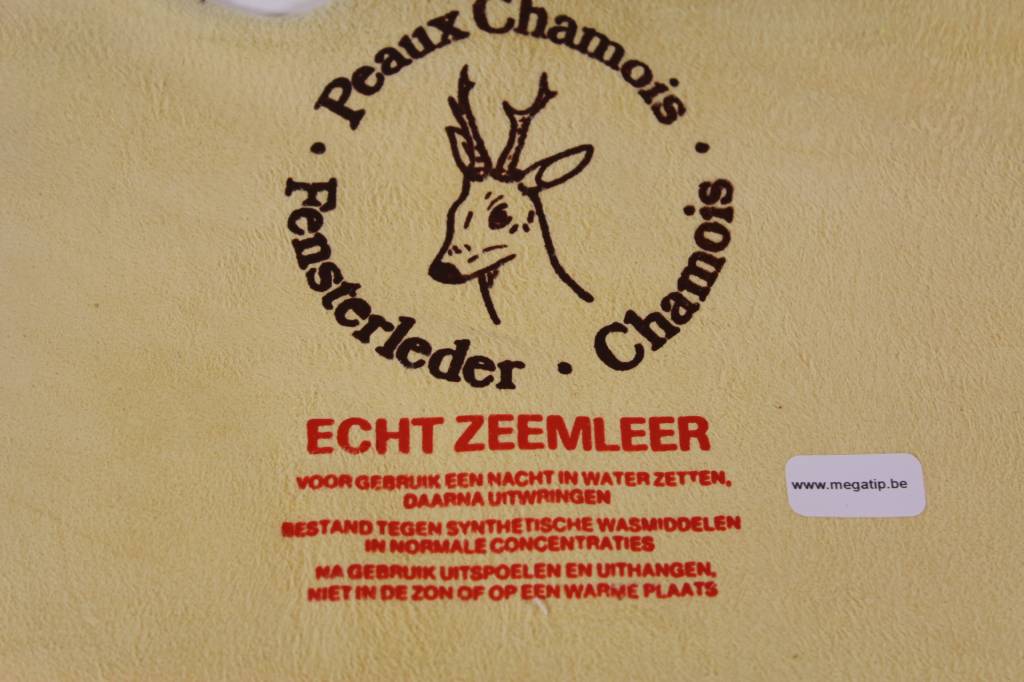 Peaux Chamois
Fensterleder
Chamois
ECHT ZEEMLEER
VOOR GEBRUIK EEN NACHT IN WATER ZETTEN,
DAARNA UITWRINGEN
BESTAND TEGEN SYNTHETISCHE WASMIDDELEN
IN NORMALE CONCENTRATIES
NA GEBRUIK UITSPOELEN EN UITHANGEN,
NIET IN DE ZON OF OP EEN WARME PLAATS
www.megatip.be